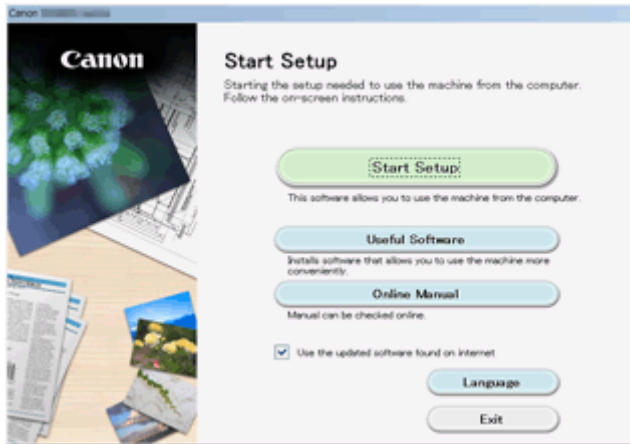 Canon
Canon
Start Setup
Starting the setup needed to use the machine from the computer.
Follow the on-screen instructions.
Start Setup
This software allows you to use the machine from the computer.
Useful Software
Installs software that allows you to use the machine more
conveniently.
Online Manual
Manual can be checked online.
Use the updated software found on internet
Language
Exit